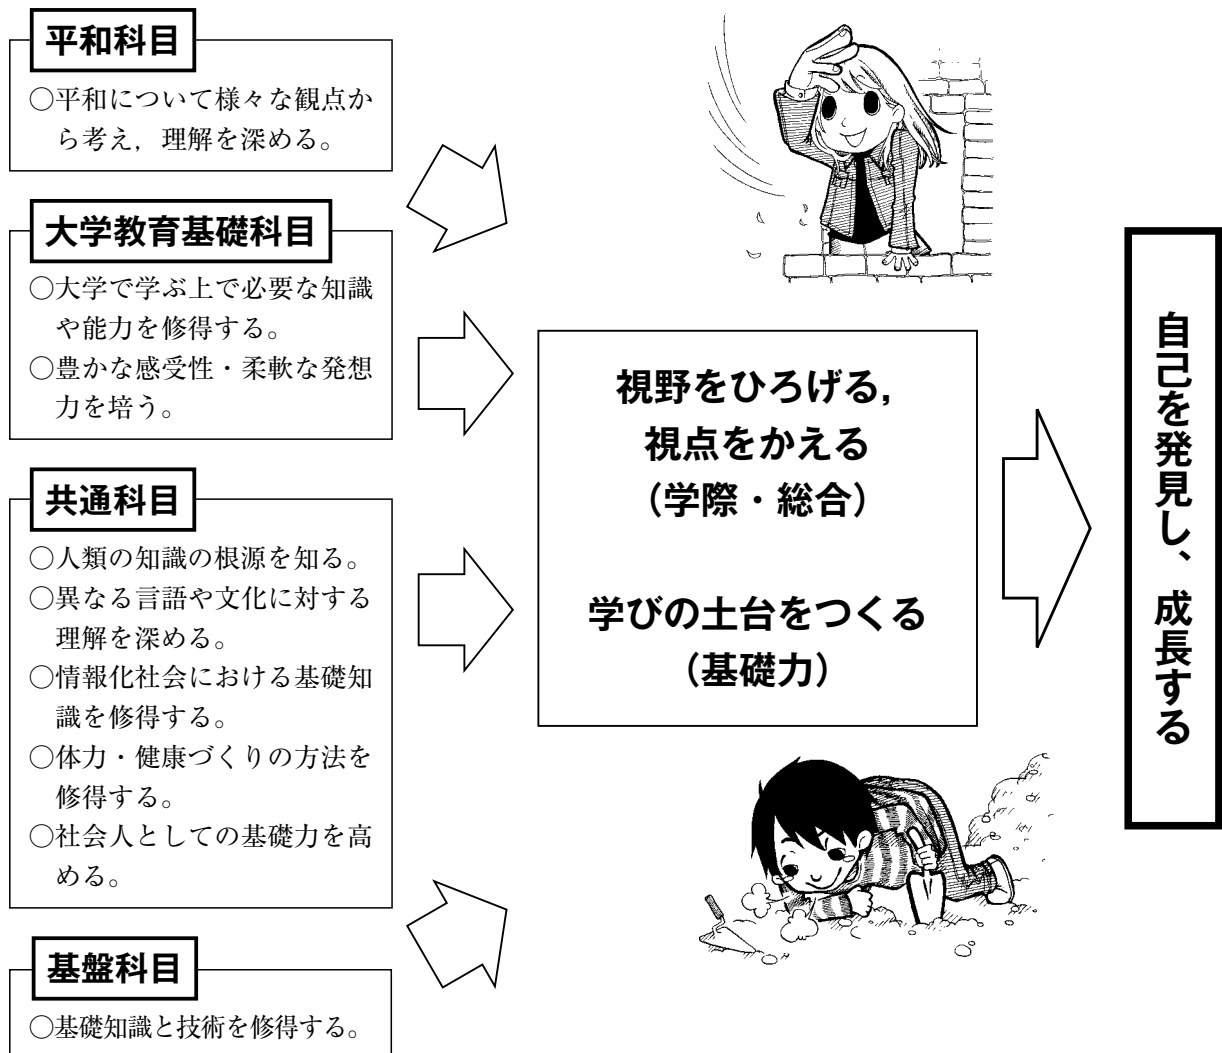 平和科目
○平和について様々な観点か
ら考え，理解を深める。
大学教育基礎科目
○大学で学ぶ上で必要な知識
や能力を修得する。
○豊かな感受性・柔軟な発想
力を培う。
共通科目
○人類の知識の根源を知る。
○異なる言語や文化に対する
理解を深める。
○情報化社会における基礎知
識を修得する。
○体力・健康づくりの方法を
修得する。
○社会人としての基礎力を高
める。
基盤科目
○基礎知識と技術を修得する。
視野をひろげる，
視点をかえる
（学際・総合）
学びの土台をつくる
（基礎力）
自己を発見し、成長する